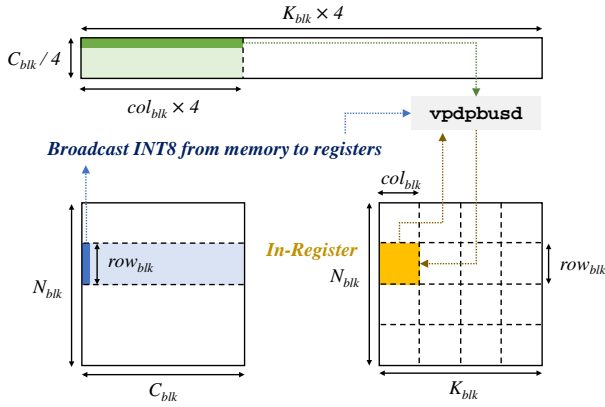 K_blk × 4
C_blk / 4
col_blk × 4
vpdpbusd
Broadcast INT8 from memory to registers
col_blk
row_blk
In-Register
row_blk
N_blk
N_blk
C_blk
K_blk